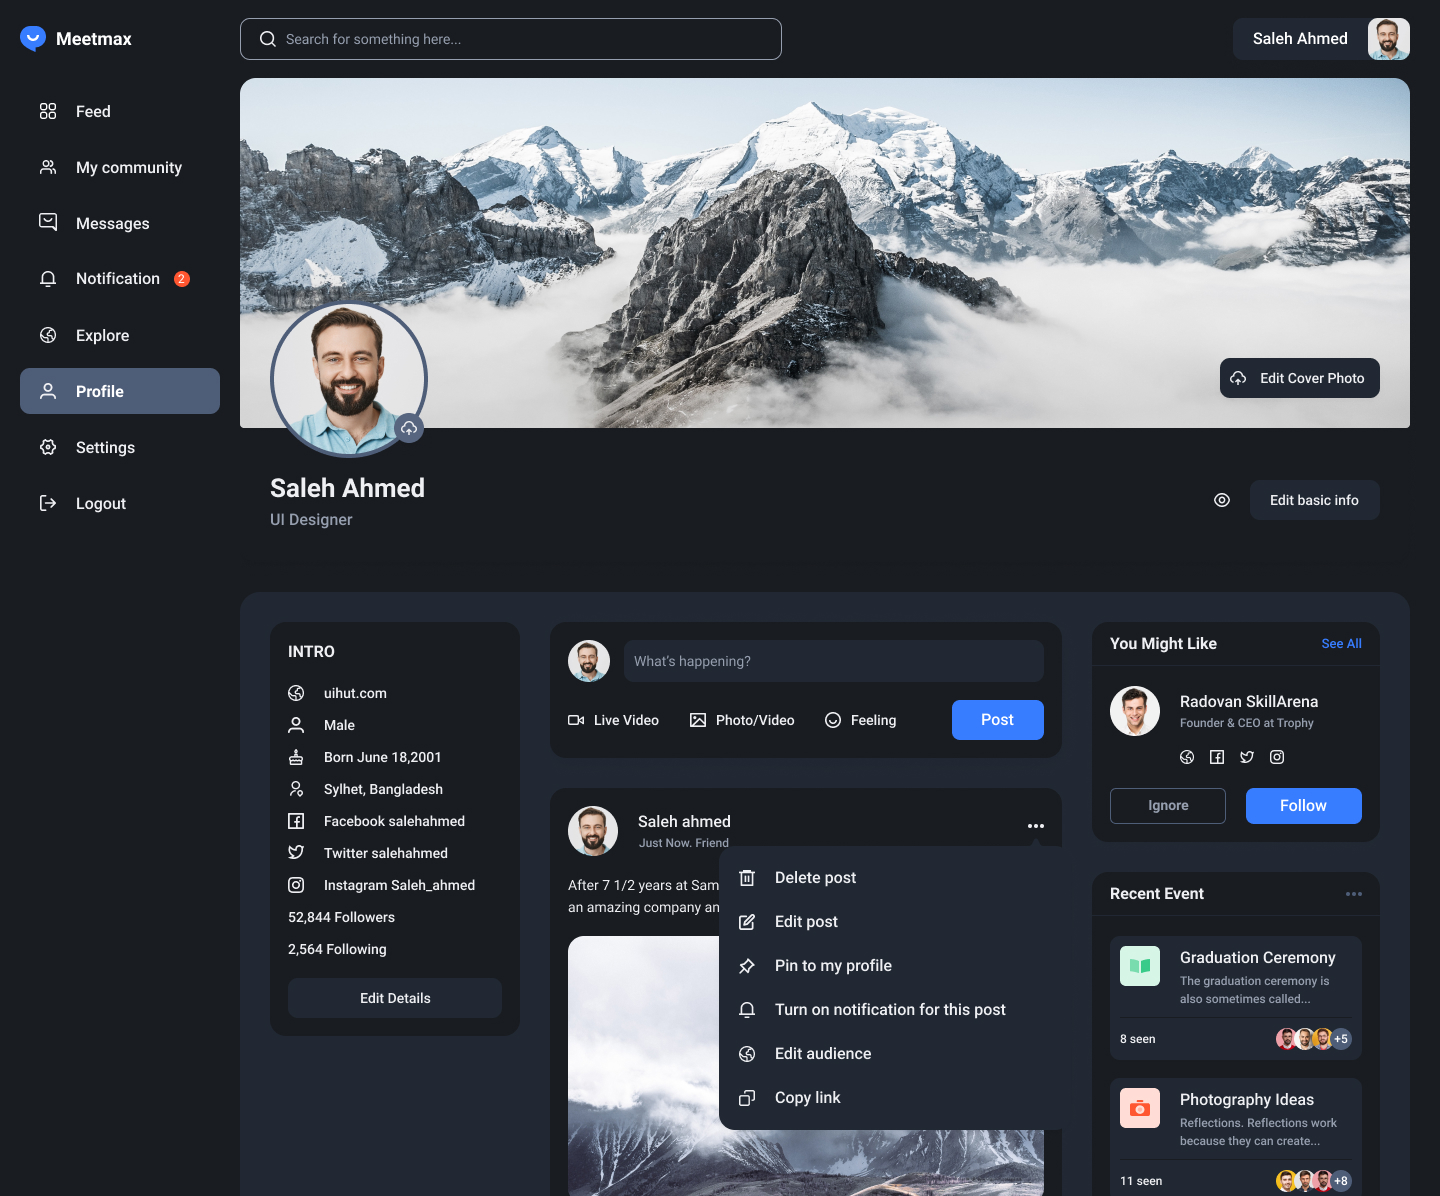 Meetmax
Search for something here...
Saleh Ahmed
Feed
My community
Messages
Notification
2
Explore
Profile
Settings
Logout
Edit Cover Photo
Saleh Ahmed
UI Designer
Edit basic info
INTRO
uihut.com
Male
Born June 18,2001
Sylhet, Bangladesh
Facebook salehahmed
Twitter salehahmed
Instagram Saleh_ahmed
52,844 Followers
2,564 Following
Edit Details
What's happening?
Live Video
Photo/Video
Feeling
Post
Saleh ahmed
Just Now. Friend
After 7 1/2 years at Sam
an amazing company an
Delete post
Edit post
Pin to my profile
Turn on notification for this post
Edit audience
Copy link
You Might Like
See All
Radovan SkillArena
Founder & CEO at Trophy
Ignore
Follow
Recent Event
Graduation Ceremony
The graduation ceremony is
also sometimes called...
8 seen
+5
Photography Ideas
Reflections. Reflections work
because they can create...
11 seen
+8